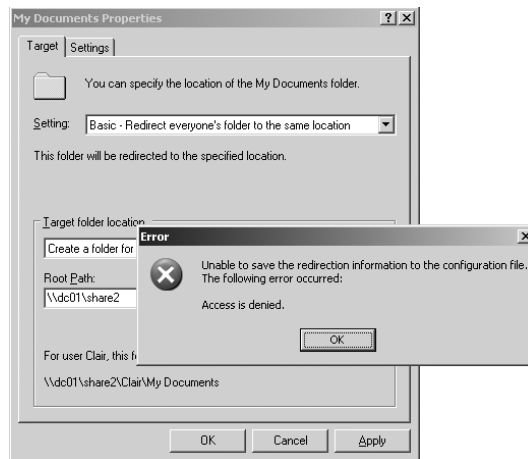 My Documents Properties
Target
Settings
You can specify the location of the My Documents folder.
Setting:
Basic - Redirect everyone's folder to the same location
This folder will be redirected to the specified location.
Target folder location
Create a folder for
Root Path:
\\dc01\share2
For user Clair, this f
\\dc01\share2\Clair\My Documents
OK
Cancel
Apply
Error
Unable to save the redirection information to the configuration file.
The following error occurred:
Access is denied.
OK